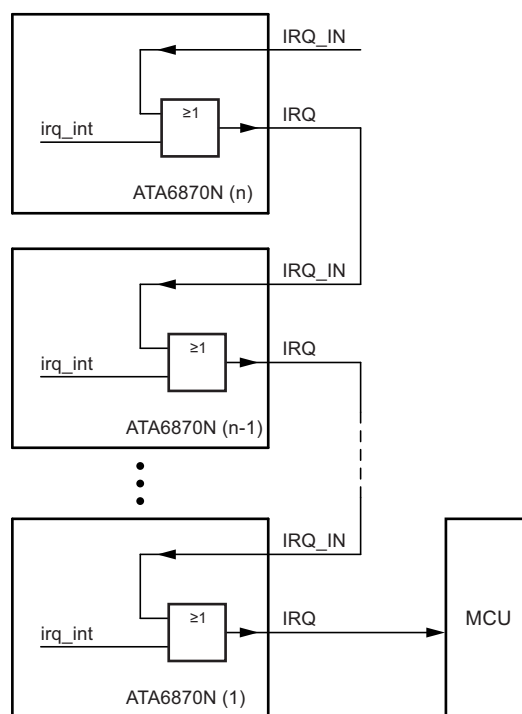 IRQ_IN
≥1
IRQ
irq_int
ATA6870N (n)
IRQ_IN
≥1
IRQ
irq_int
ATA6870N (n-1)
IRQ_IN
≥1
IRQ
MCU
irq_int
ATA6870N (1)